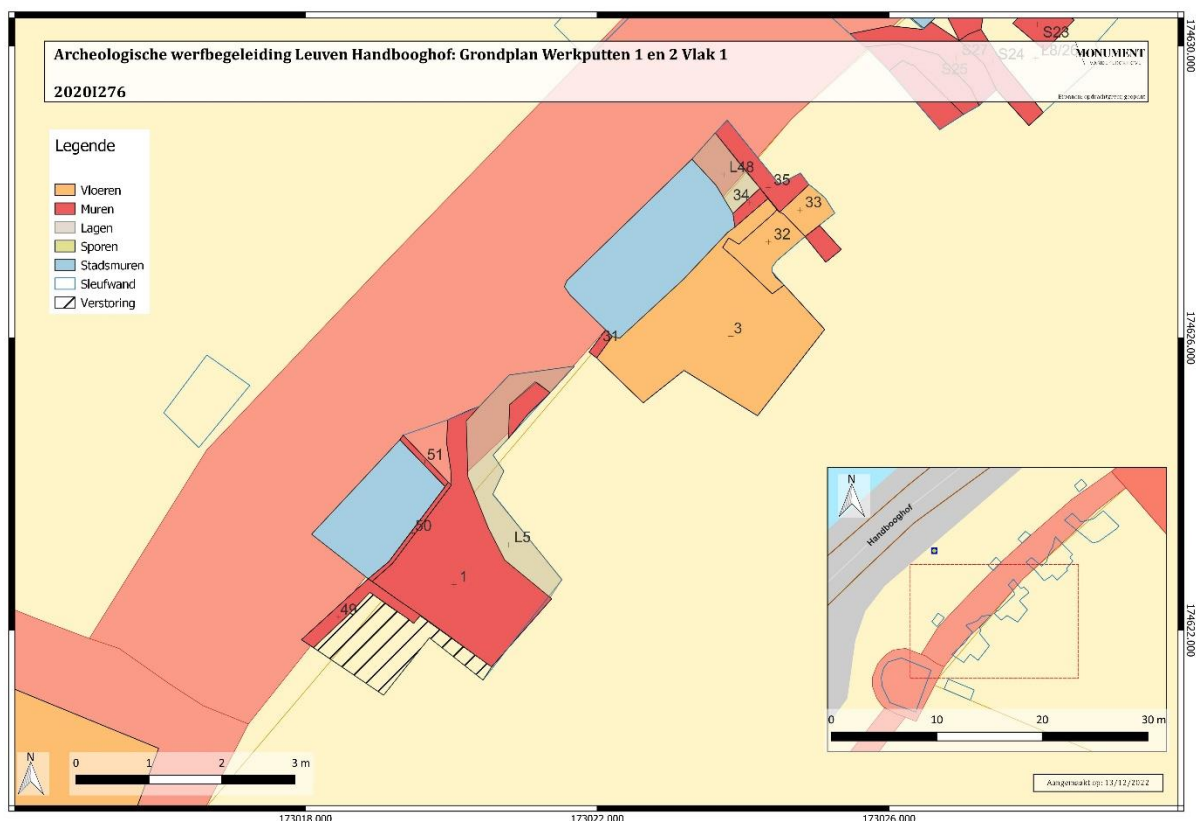 Archeologische werfbegeleiding Leuven Handbooghof: Grondplan Werkputten 1 en 2 Vlak 1
2020I276
MONUMENT
S23
S27
S24
L8/26
S25
174630.000
Legende
Vloeren
Muren
Lagen
Sporen
Stadsmuren
Sleufwand
Verstoring
L48
35
34
33
32
3
31
174626.000
51
50
L5
1
49
174622.000
N
Handbooghof
0 10 20 30 m
N
0 1 2 3 m
Aangemaakt op: 13/12/2022
173018.000 173022.000 173026.000